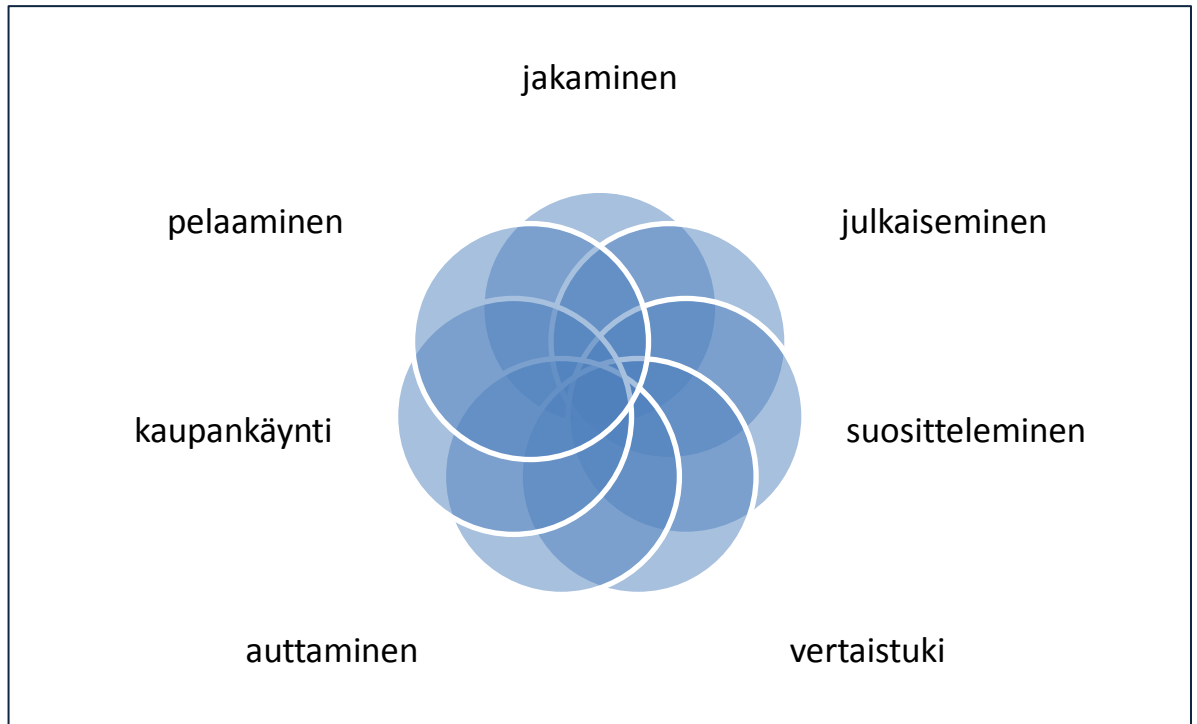 jakaminen
pelaaminen
julkaiseminen
kaupankäynti
suositteleminen
auttaminen
vertaistuki